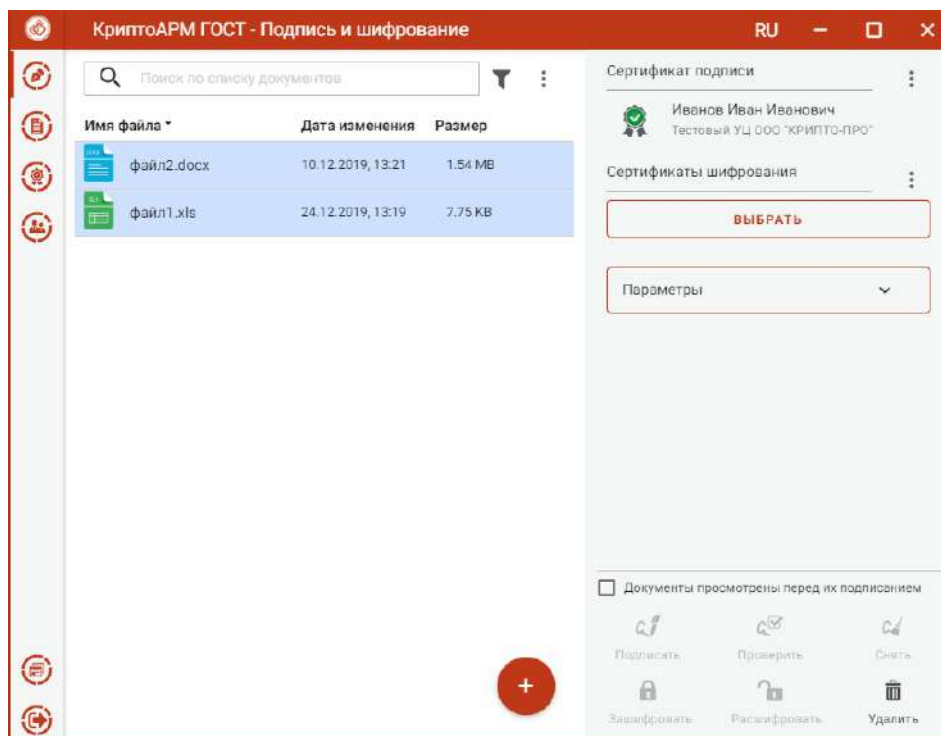 КриптоАРМ ГОСТ - Подпись и шифрование RU
Поиск по списку документов
Имя файла Дата изменения Размер
файл2.docx 10.12.2019, 13:21 1.54 MB
файл1.xls 24.12.2019, 13:19 7.75 KB
Сертификат подписи
Иванов Иван Иванович
Тестовый УЦ ООО "КРИПТО-ПРО"
Сертификаты шифрования
ВЫБРАТЬ
Параметры
Документы просмотрены перед их подписанием
Подписать Проверить Снять
Зашифровать Расшифровать Удалить